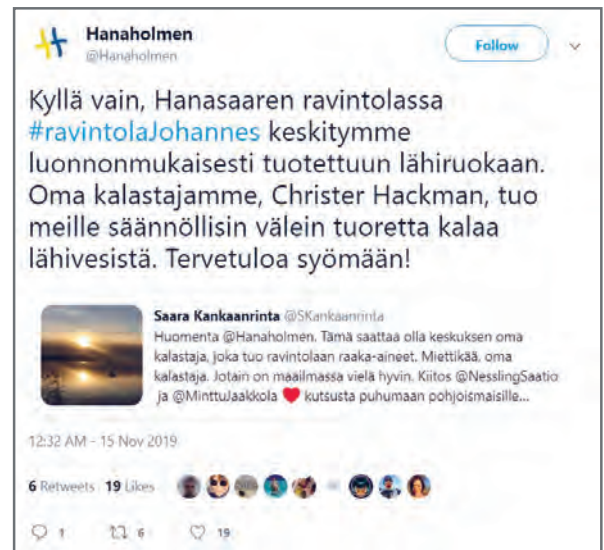 Hanaholmen
@Hanaholmen
Follow
Kyllä vain, Hanasaaren ravintolassa
#ravintolaJohannes keskitymme
luonnonmukaisesti tuotettuun lähiruokaan.
Oma kalastajamme, Christer Hackman, tuo
meille säännöllisin välein tuoretta kalaa
lähivesistä. Tervetuloa syömään!
Saara Kankaanrinta @SKankaanrinta
Huomenta @Hanaholmen. Tämä saattaa olla keskuksen oma
kalastaja, joka tuo ravintolaan raaka-aineet. Miettikää, oma
kalastaja. Jotain on maailmassa vielä hyvin. Kiitos @NesslingSaatio
ja @MinttuJaakkola ❤ kutsusta puhumaan pohjoismaisille...
12:32 AM - 15 Nov 2019
6 Retweets 19 Likes
1 6 19